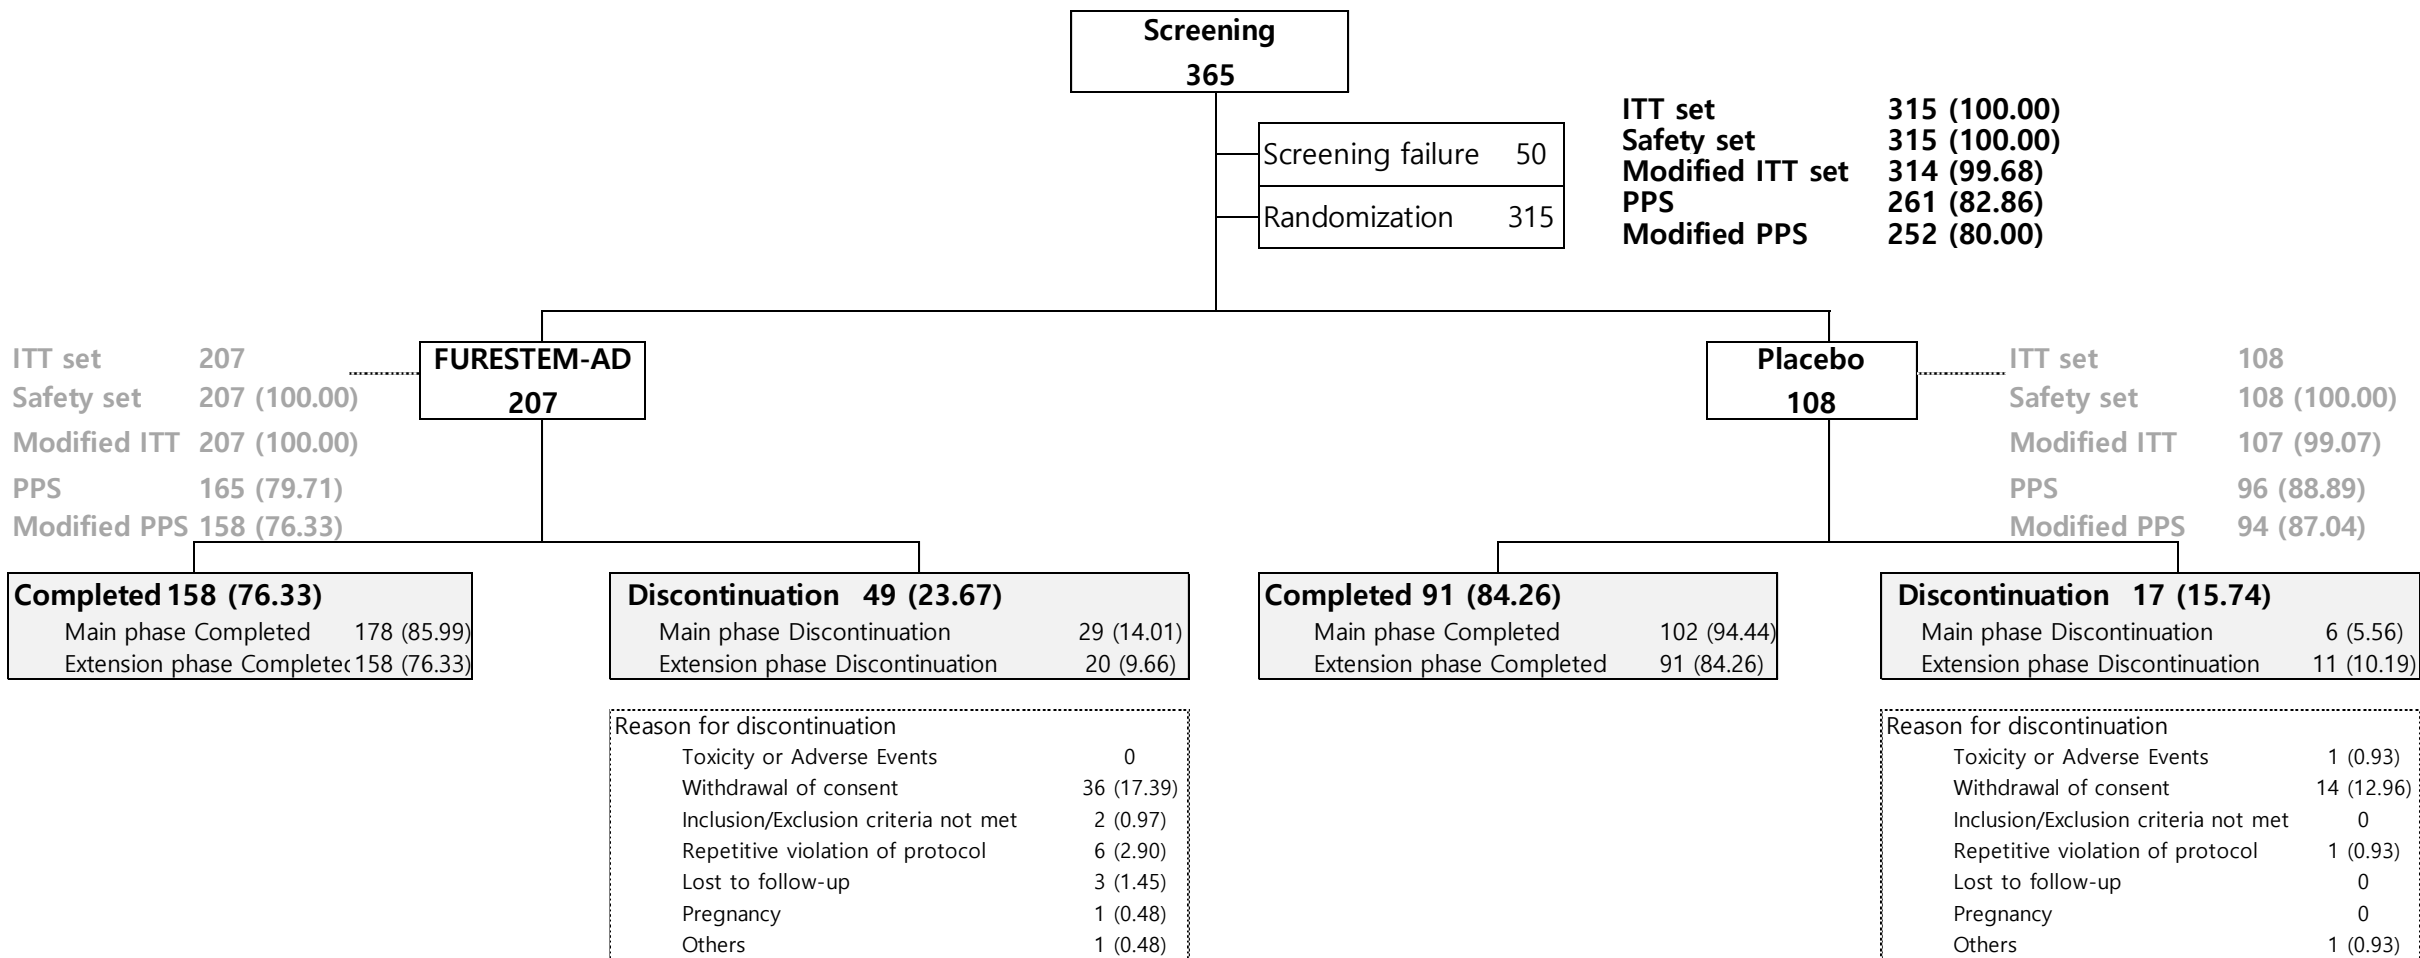 Screening
365
Screening failure 50
Randomization 315
ITT set 315 (100.00)
Safety set 315 (100.00)
Modified ITT set 314 (99.68)
PPS 261 (82.86)
Modified PPS 252 (80.00)
ITT set 207
Safety set 207 (100.00)
Modified ITT 207 (100.00)
PPS 165 (79.71)
Modified PPS 158 (76.33)
FURESTEM-AD
207
Placebo
108
ITT set 108
Safety set 108 (100.00)
Modified ITT 107 (99.07)
PPS 96 (88.89)
Modified PPS 94 (87.04)
Completed 158 (76.33)
Main phase Completed 178 (85.99)
Extension phase Completed 158 (76.33)
Discontinuation 49 (23.67)
Main phase Discontinuation 29 (14.01)
Extension phase Discontinuation 20 (9.66)
Completed 91 (84.26)
Main phase Completed 102 (94.44)
Extension phase Completed 91 (84.26)
Discontinuation 17 (15.74)
Main phase Discontinuation 6 (5.56)
Extension phase Discontinuation 11 (10.19)
Reason for discontinuation
Toxicity or Adverse Events 0
Withdrawal of consent 36 (17.39)
Inclusion/Exclusion criteria not met 2 (0.97)
Repetitive violation of protocol 6 (2.90)
Lost to follow-up 3 (1.45)
Pregnancy 1 (0.48)
Others 1 (0.48)
Reason for discontinuation
Toxicity or Adverse Events 1 (0.93)
Withdrawal of consent 14 (12.96)
Inclusion/Exclusion criteria not met 0
Repetitive violation of protocol 1 (0.93)
Lost to follow-up 0
Pregnancy 0
Others 1 (0.93)